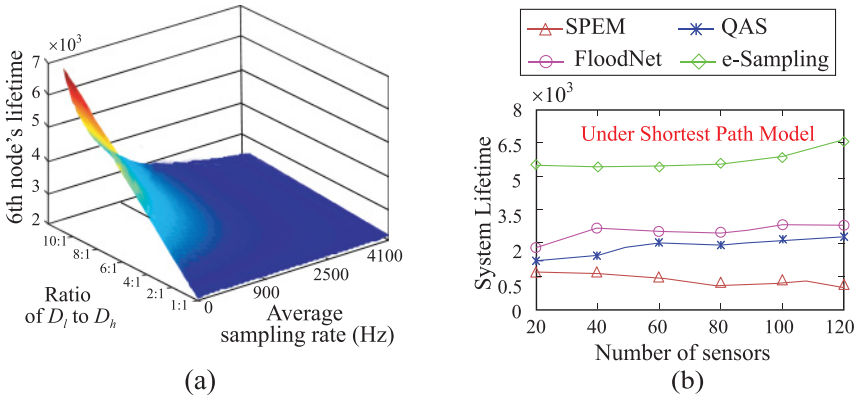 ×10³
7
6
5
4
3
2
6th node's lifetime
10:1
8:1
6:1
4:1
2:1
1:1
Ratio
of Dₗ to Dₕ
0
900
2500
4100
Average
sampling rate (Hz)
(a)
SPEM
QAS
FloodNet
e-Sampling
×10³
Under Shortest Path Model
8
6.5
5
3.5
2
0.5
0
System Lifetime
20
40
60
80
100
120
Number of sensors
(b)